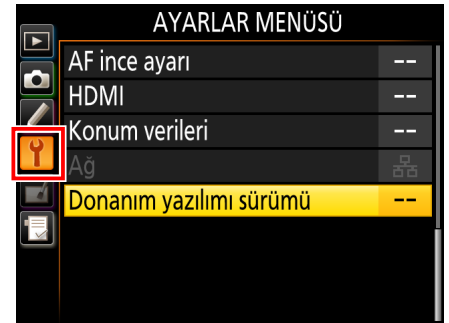 AYARLAR MENÜSÜ
AF ince ayarı --
HDMI --
Konum verileri --
Ağ
Donanım yazılımı sürümü --